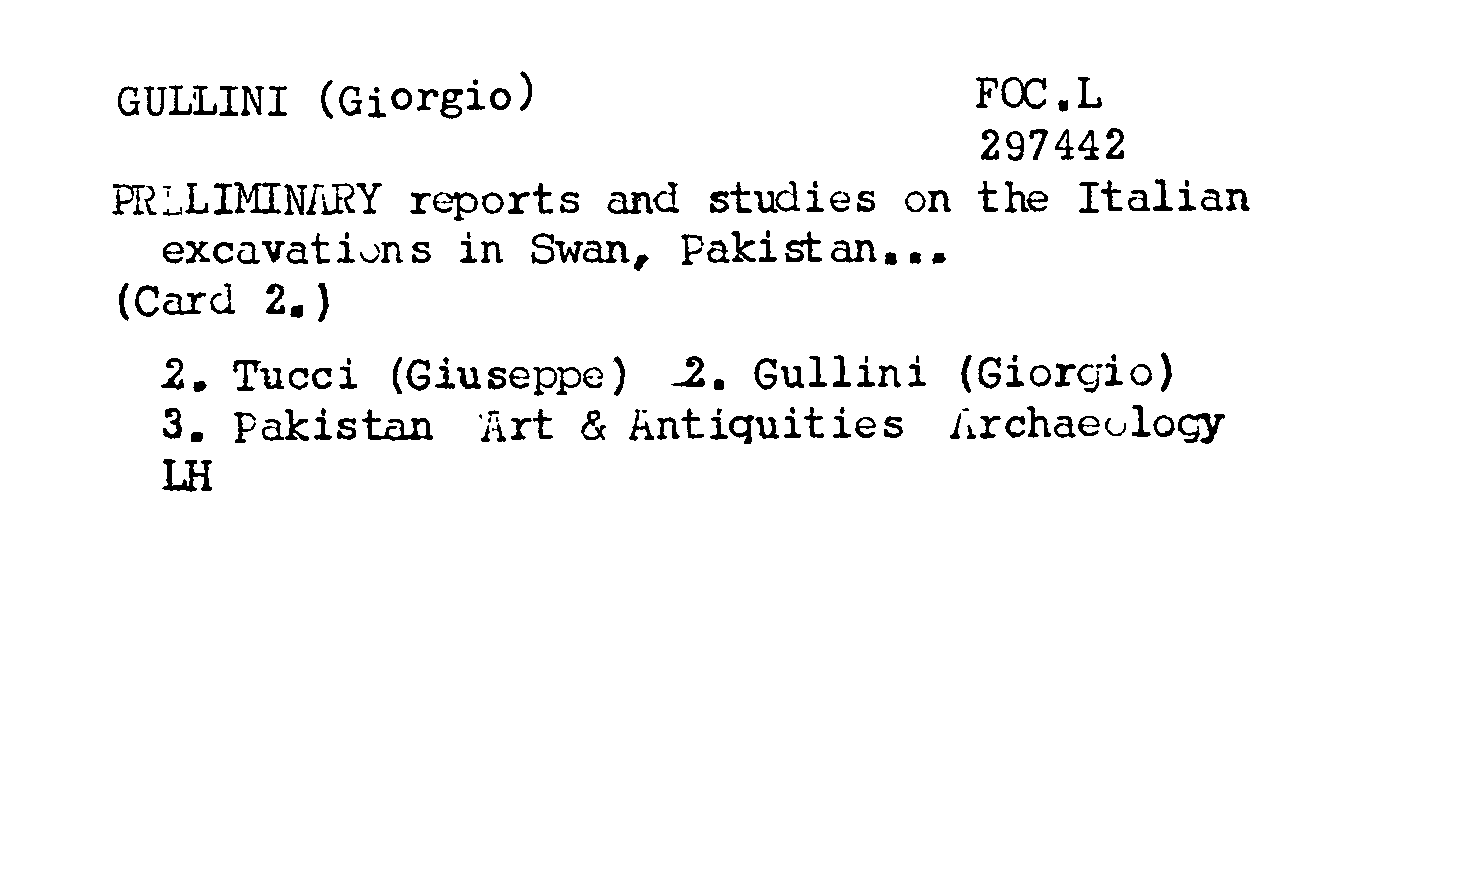 GULLINI (Giorgio) FOC.L
297442
PRELIMINARY reports and studies on the Italian
excavations in Swan, Pakistan...
(Card 2.)
2. Tucci (Giuseppe) 2. Gullini (Giorgio)
3. Pakistan Art & Antiquities Archaeology
LH